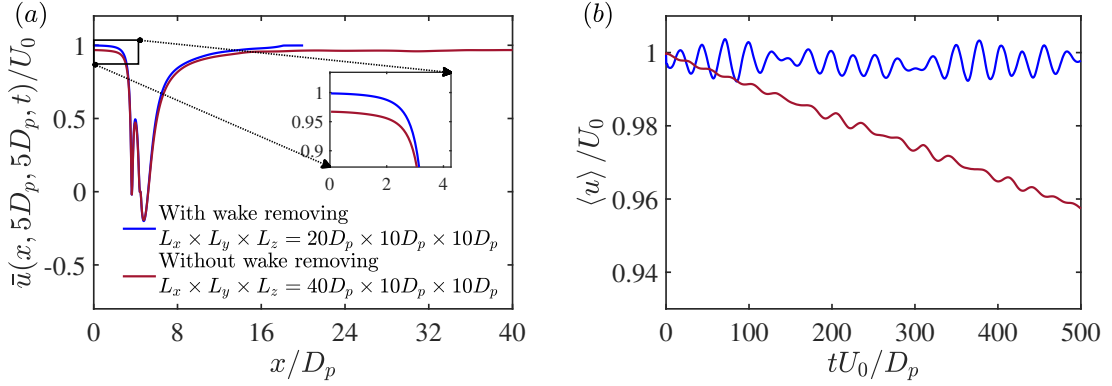 (a)
ū(x, 5D_p, 5D_p, t)/U_0
1
0.5
0
-0.5
1
0.95
0.9
0 2 4
With wake removing
L_x × L_y × L_z = 20D_p × 10D_p × 10D_p
Without wake removing
L_x × L_y × L_z = 40D_p × 10D_p × 10D_p
0 8 16 24 32 40
x/D_p
(b)
⟨u⟩/U_0
1
0.98
0.96
0.94
0 100 200 300 400 500
tU_0/D_p